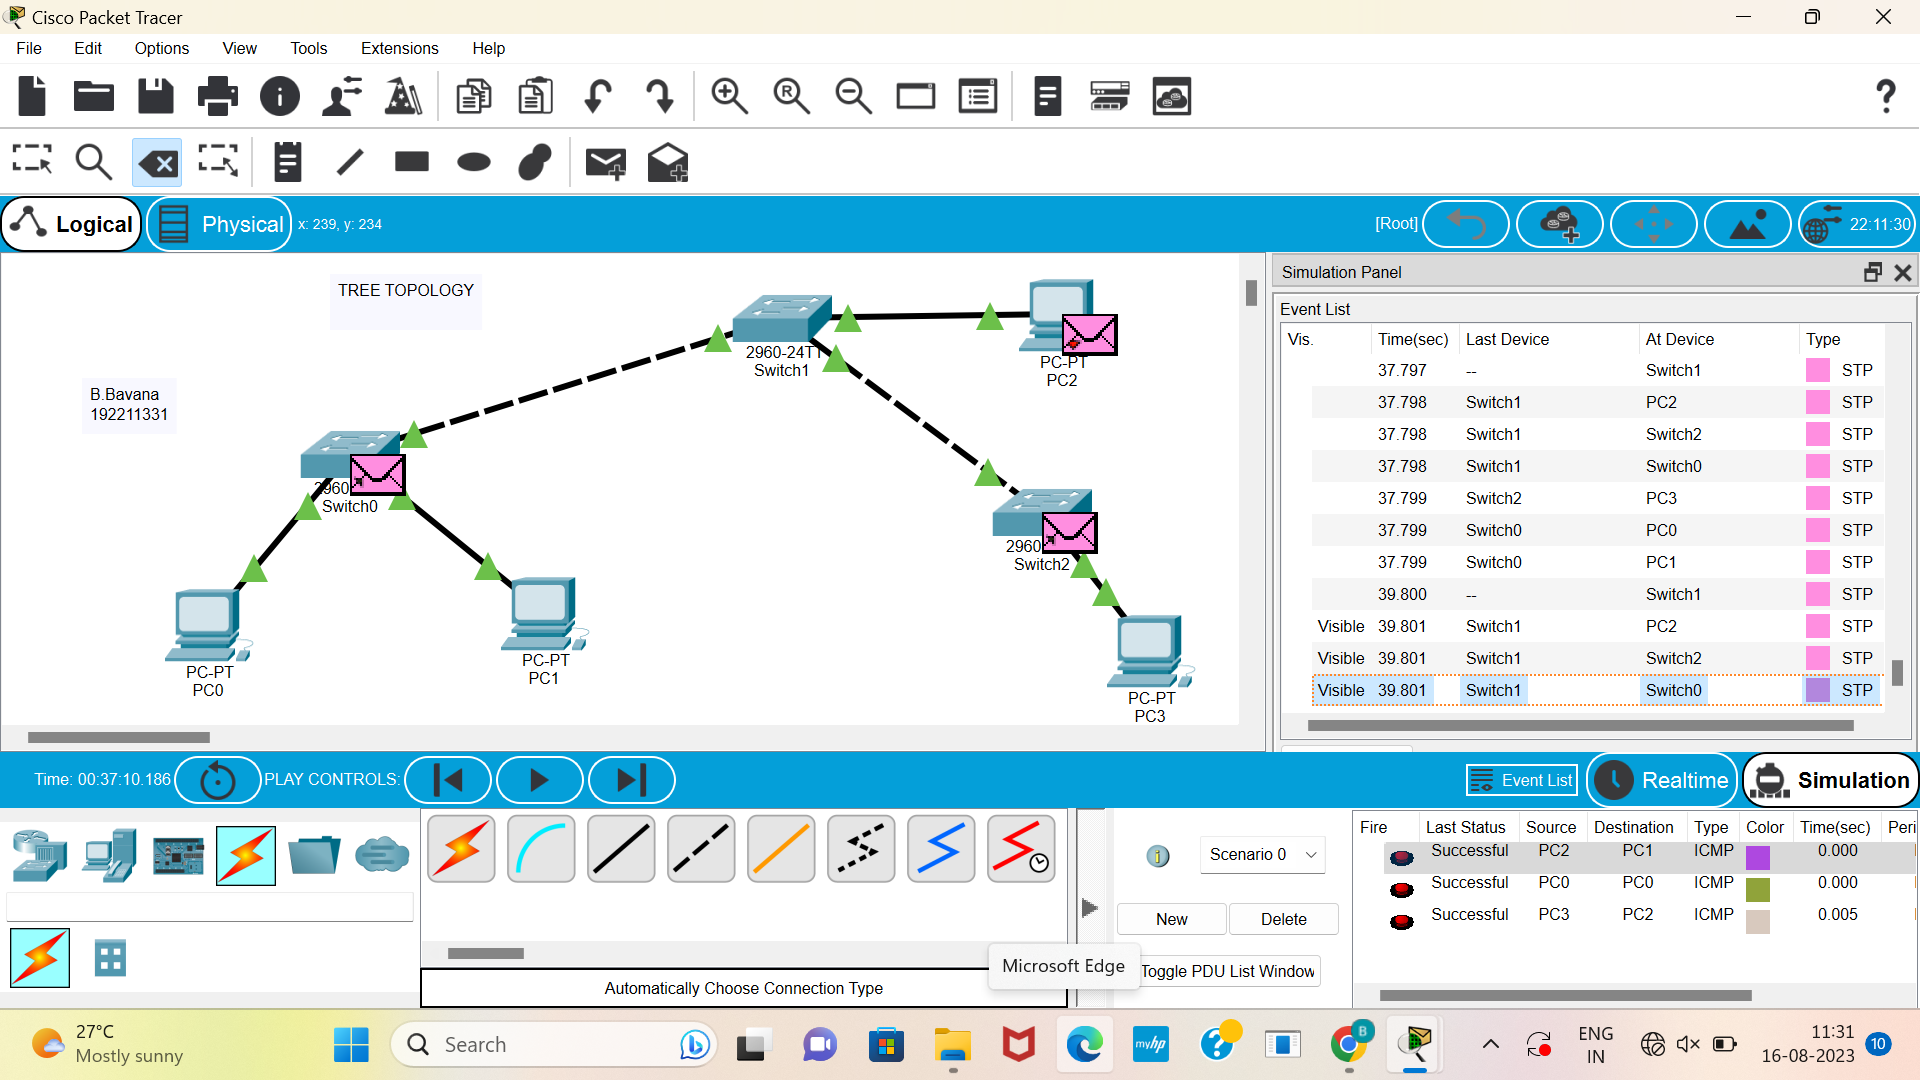 Cisco Packet Tracer
File Edit Options View Tools Extensions Help
Logical Physical x: 239, y: 234 [Root] 22:11:30
TREE TOPOLOGY
B.Bavana
192211331
2960-24TT
Switch1
PC-PT
PC2
2960
Switch0
2960
Switch2
PC-PT
PC0
PC-PT
PC1
PC-PT
PC3
Simulation Panel
Event List
Vis. Time(sec) Last Device At Device Type
37.797 -- Switch1 STP
37.798 Switch1 PC2 STP
37.798 Switch1 Switch2 STP
37.798 Switch1 Switch0 STP
37.799 Switch2 PC3 STP
37.799 Switch0 PC0 STP
37.799 Switch0 PC1 STP
39.800 -- Switch1 STP
Visible 39.801 Switch1 PC2 STP
Visible 39.801 Switch1 Switch2 STP
Visible 39.801 Switch1 Switch0 STP
Time: 00:37:10.186 PLAY CONTROLS: Event List Realtime Simulation
Automatically Choose Connection Type
Scenario 0
New Delete
Microsoft Edge
Toggle PDU List Window
Fire Last Status Source Destination Type Color Time(sec) Peri
Successful PC2 PC1 ICMP 0.000
Successful PC0 PC0 ICMP 0.000
Successful PC3 PC2 ICMP 0.005
27°C
Mostly sunny
Search
myhp
B
ENG
IN
11:31
16-08-2023
10